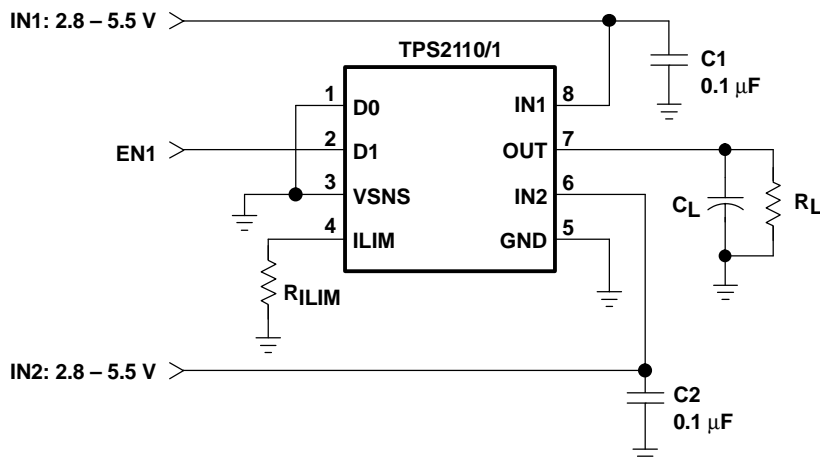 IN1: 2.8 – 5.5 V
TPS2110/1
C1
0.1 μF
1
D0
IN1
8
EN1
2
D1
OUT
7
3
VSNS
IN2
6
CL
RL
4
ILIM
GND
5
RILIM
IN2: 2.8 – 5.5 V
C2
0.1 μF